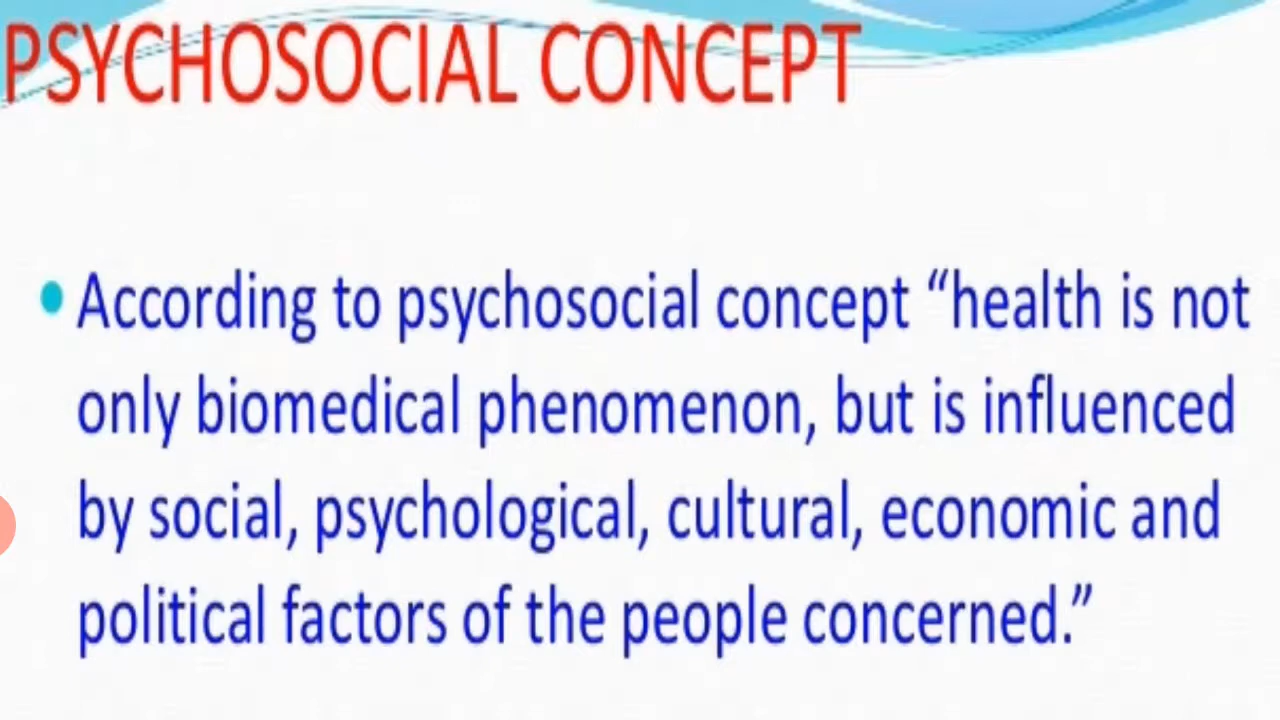 PSYCHOSOCIAL CONCEPT
• According to psychosocial concept “health is not
only biomedical phenomenon, but is influenced
by social, psychological, cultural, economic and
political factors of the people concerned.”